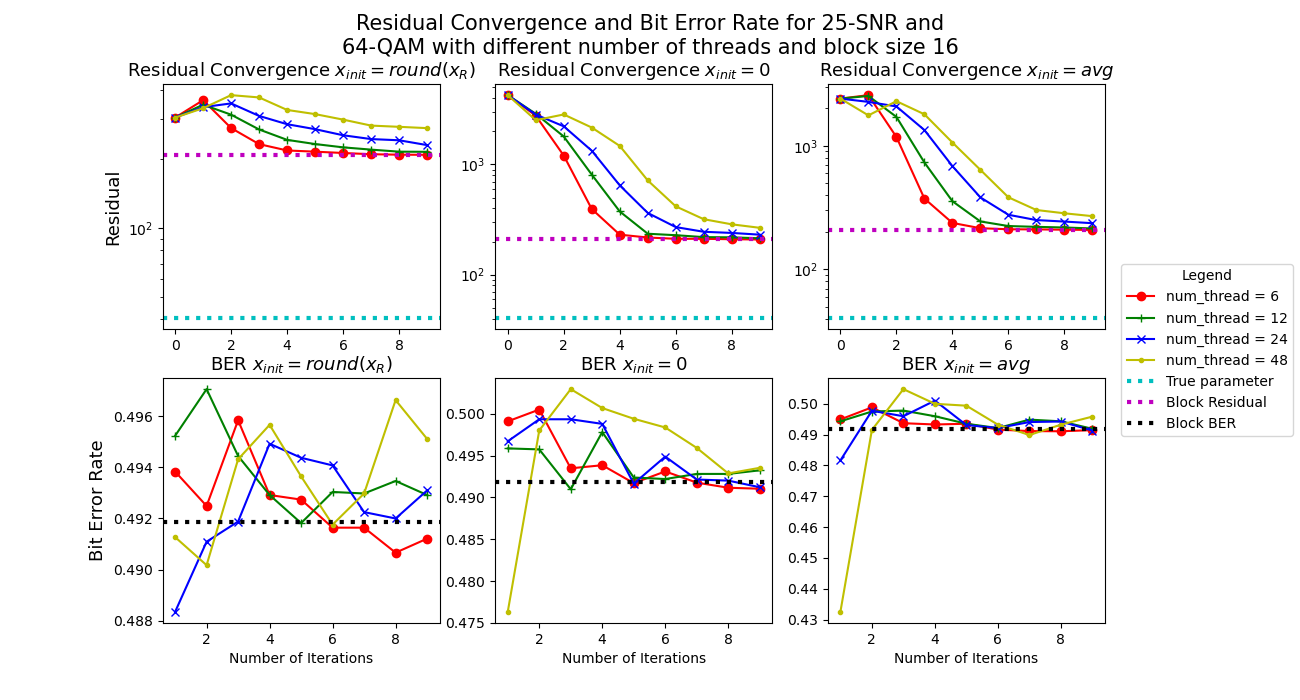 Residual Convergence and Bit Error Rate for 25-SNR and
64-QAM with different number of threads and block size 16
Residual Convergence x_init = round(x_R)
Residual Convergence x_init = 0
Residual Convergence x_init = avg
Residual
10^2
0 2 4 6 8
10^3
10^2
0 2 4 6 8
10^3
10^2
0 2 4 6 8
BER x_init = round(x_R)
BER x_init = 0
BER x_init = avg
Bit Error Rate
0.496
0.494
0.492
0.490
0.488
2 4 6 8
Number of Iterations
0.500
0.495
0.490
0.485
0.480
0.475
2 4 6 8
Number of Iterations
0.50
0.49
0.48
0.47
0.46
0.45
0.44
0.43
2 4 6 8
Number of Iterations
Legend
num_thread = 6
num_thread = 12
num_thread = 24
num_thread = 48
True parameter
Block Residual
Block BER